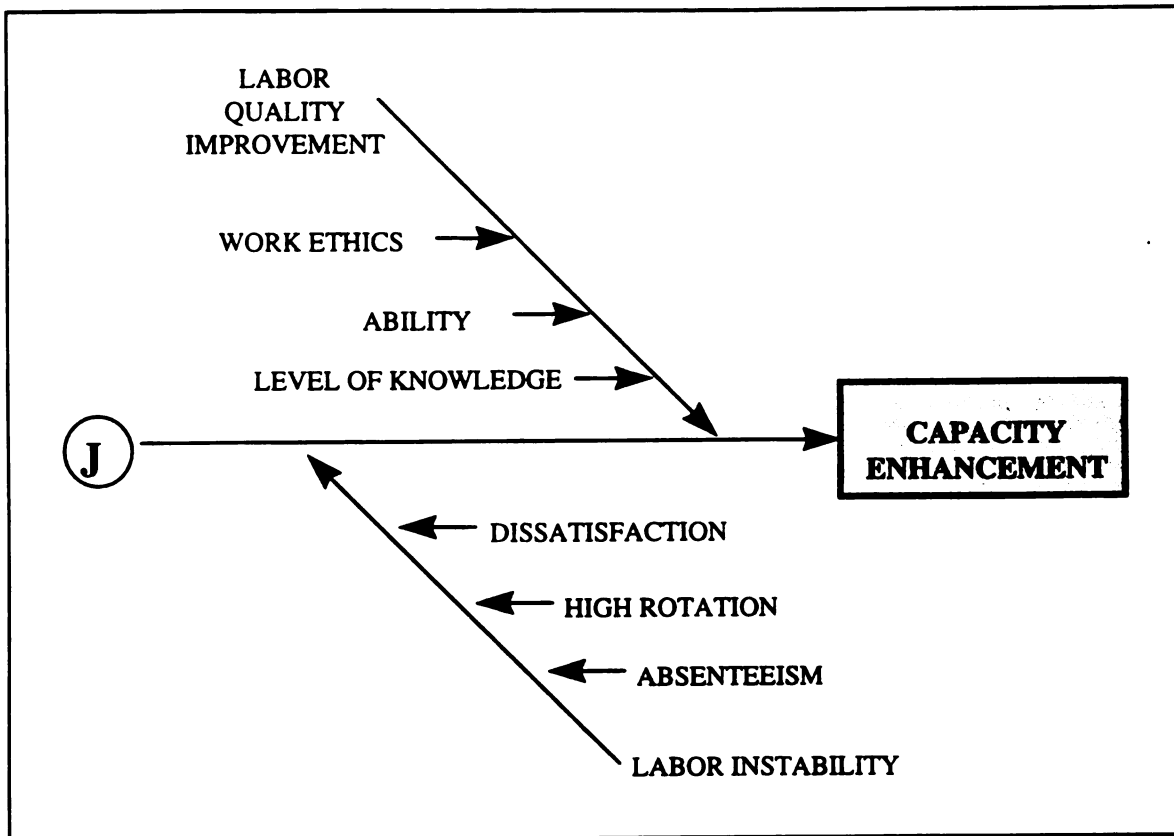 LABOR
QUALITY
IMPROVEMENT
WORK ETHICS
ABILITY
LEVEL OF KNOWLEDGE
J
CAPACITY
ENHANCEMENT
DISSATISFACTION
HIGH ROTATION
ABSENTEEISM
LABOR INSTABILITY